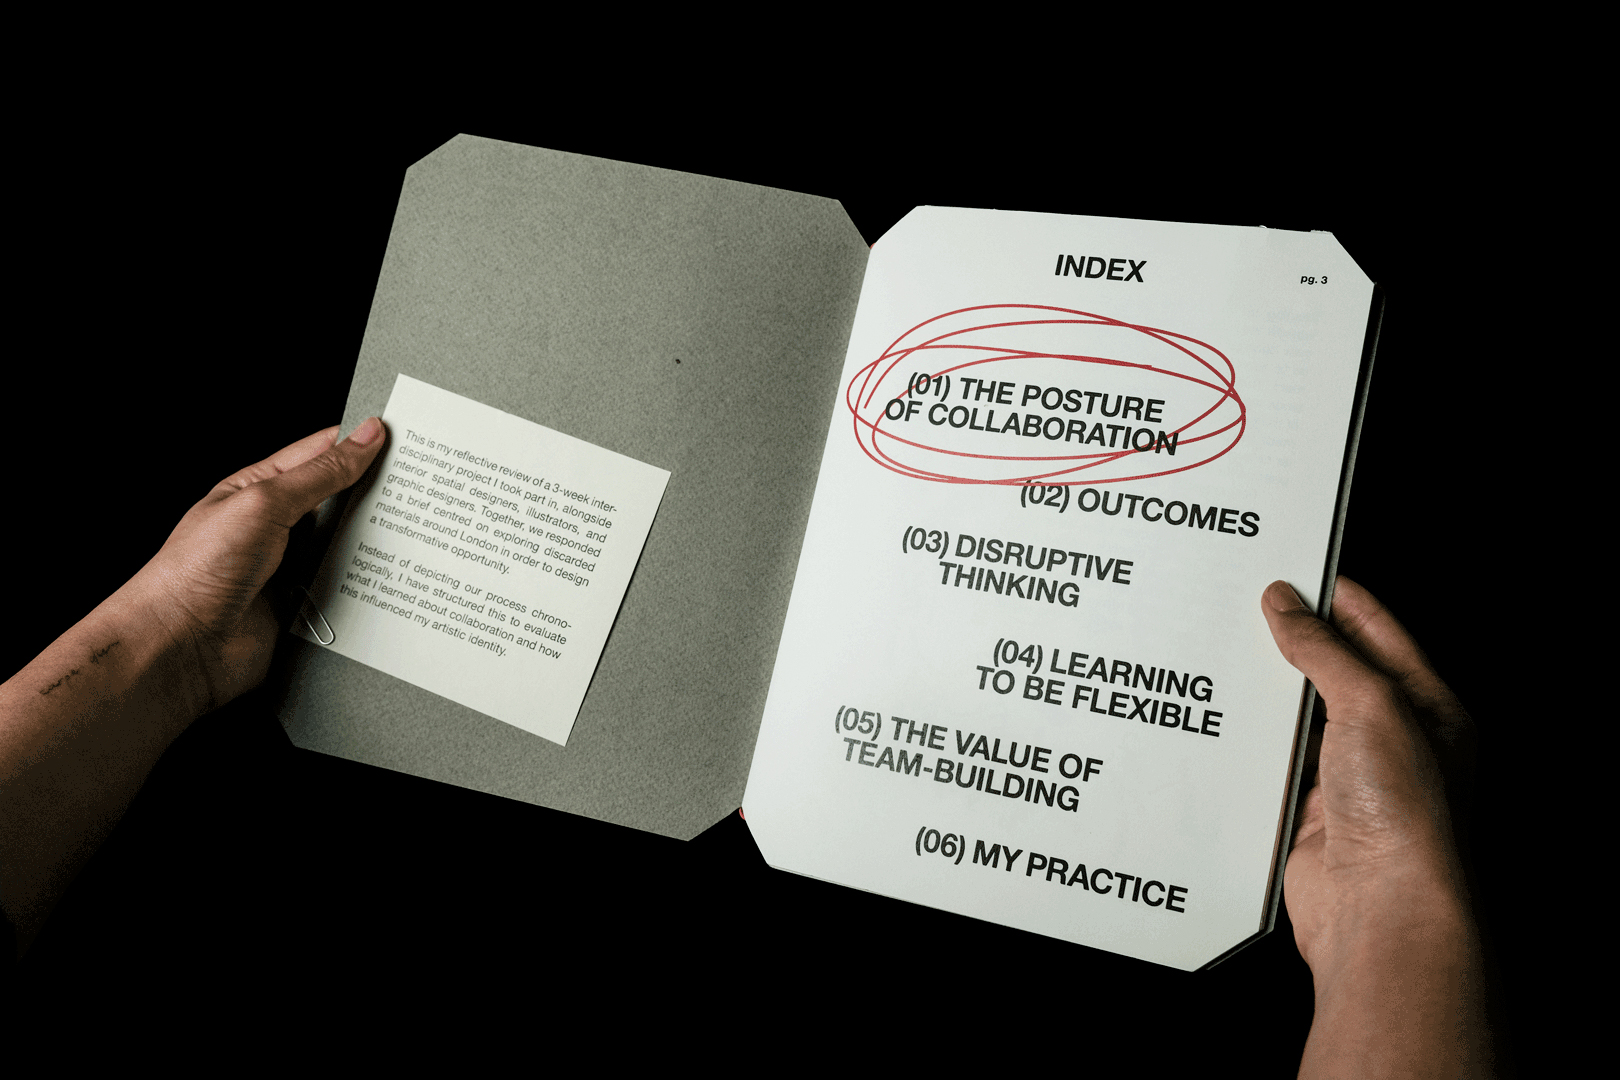 This is my reflective review of a 3-week inter-
disciplinary project I took part in, alongside
interior spatial designers, illustrators, and
graphic designers. Together, we responded
to a brief centred on exploring discarded
materials around London in order to design
a transformative opportunity.
Instead of depicting our process chrono-
logically, I have structured this to evaluate
what I learned about collaboration and how
this influenced my artistic identity.
INDEX
pg. 3
(01) THE POSTURE
OF COLLABORATION
(02) OUTCOMES
(03) DISRUPTIVE
THINKING
(04) LEARNING
TO BE FLEXIBLE
(05) THE VALUE OF
TEAM-BUILDING
(06) MY PRACTICE